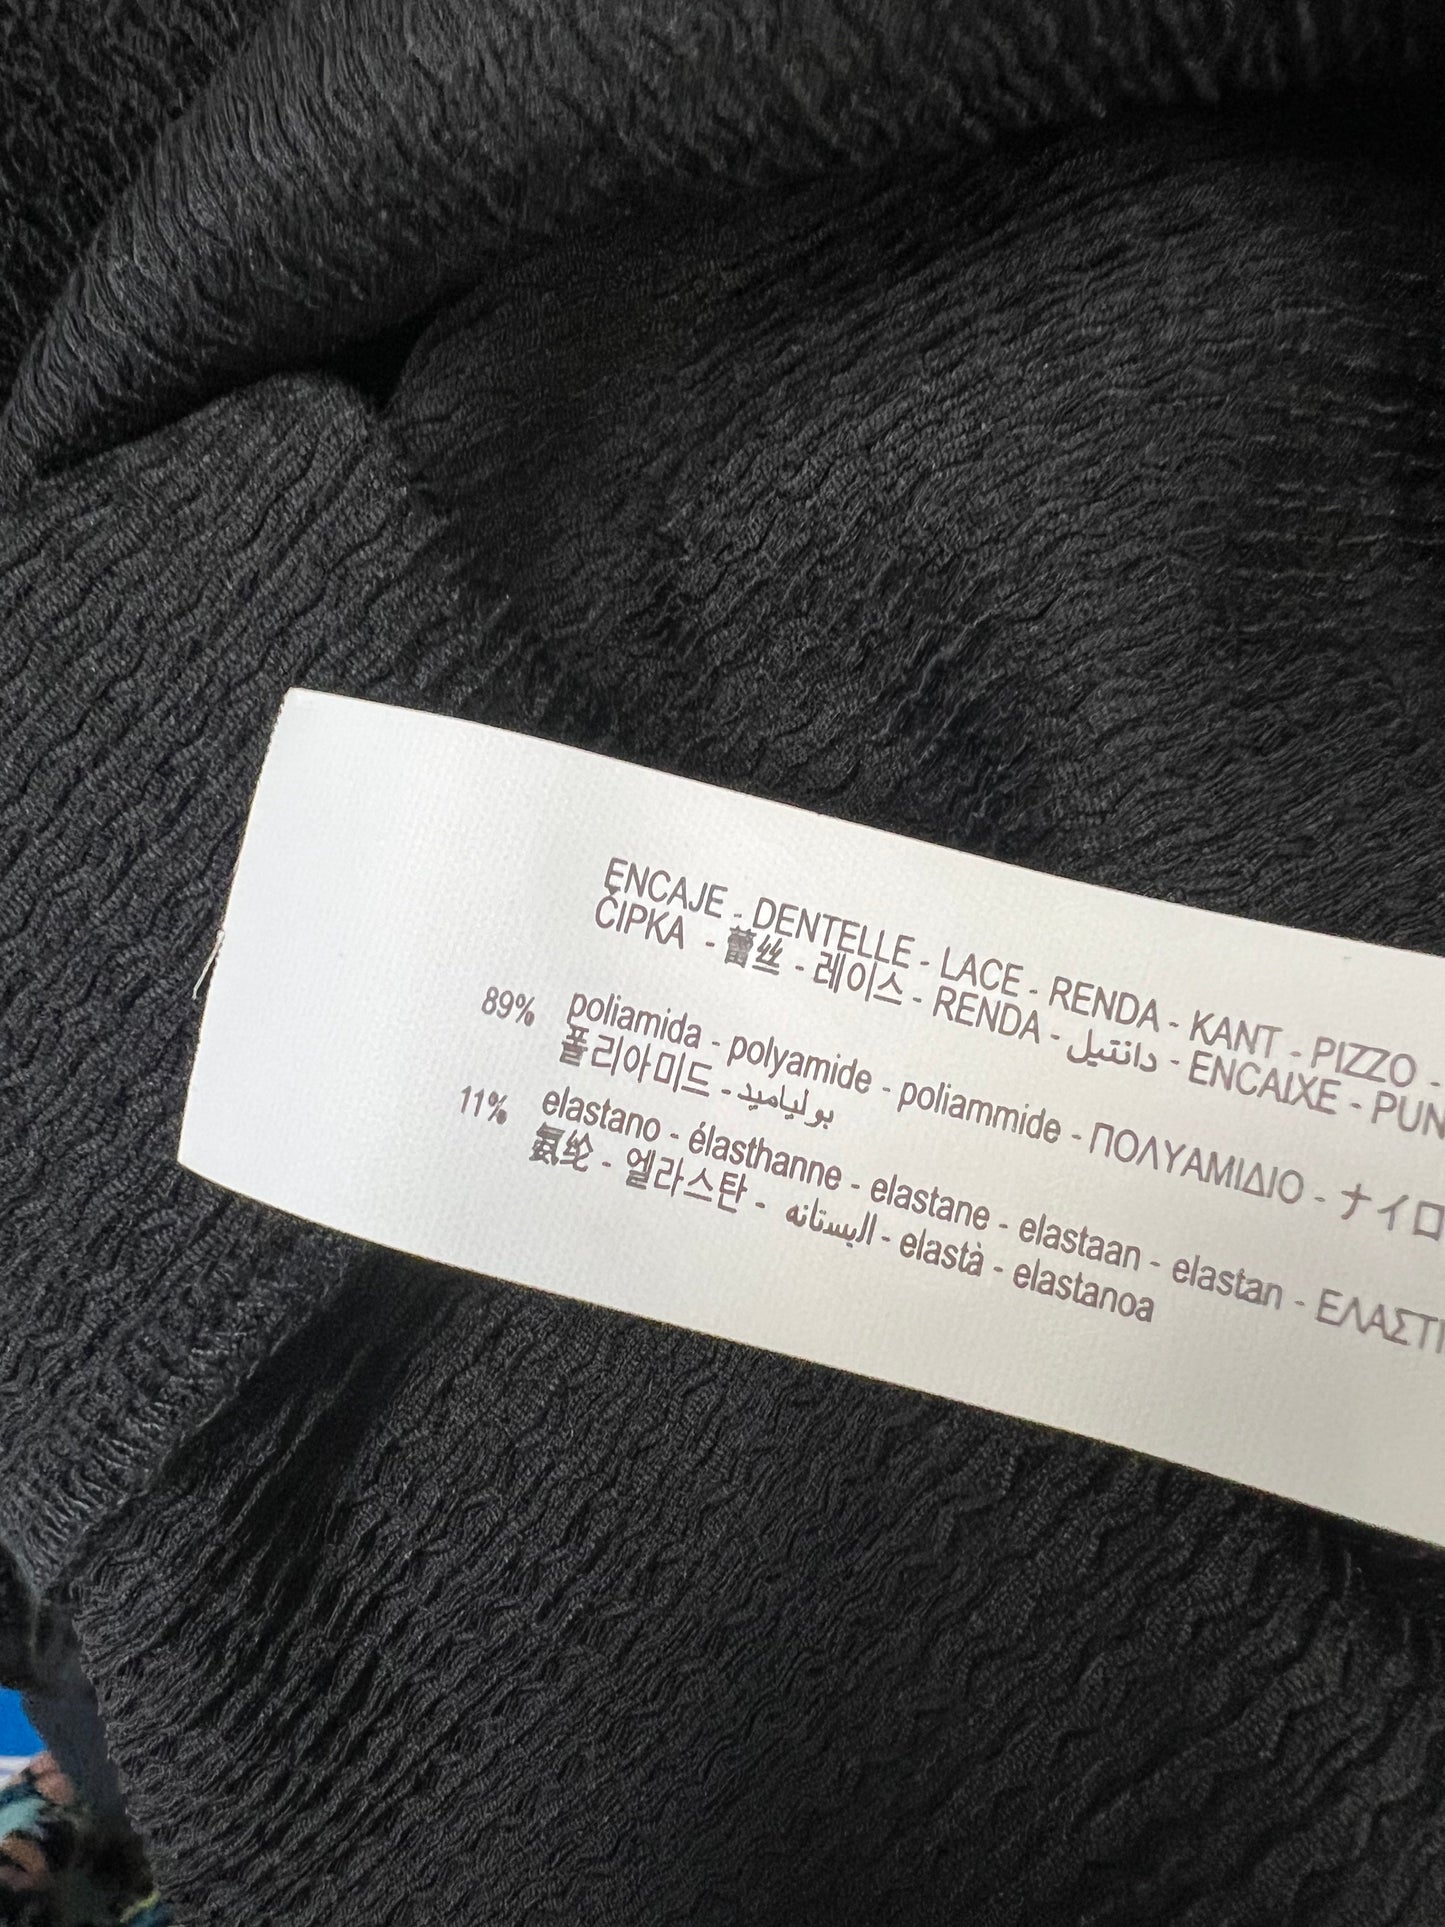 ENCAJE - DENTELLE - LACE - RENDA - KANT - PIZZO -
ČIPKA - 蕾丝 - 레이스 - RENDA - دانتيل - ENCAIXE - PUN
89% poliamida - polyamide - poliammide - ΠΟΛΥΑΜΙΔΙΟ - ナイロ
폴리아미드 - بولياميد
11% elastano - élasthanne - elastane - elastaan - elastan - ΕΛΑΣΤΙ
氨纶 - 엘라스탄 - اليستانه - elastà - elastanoa